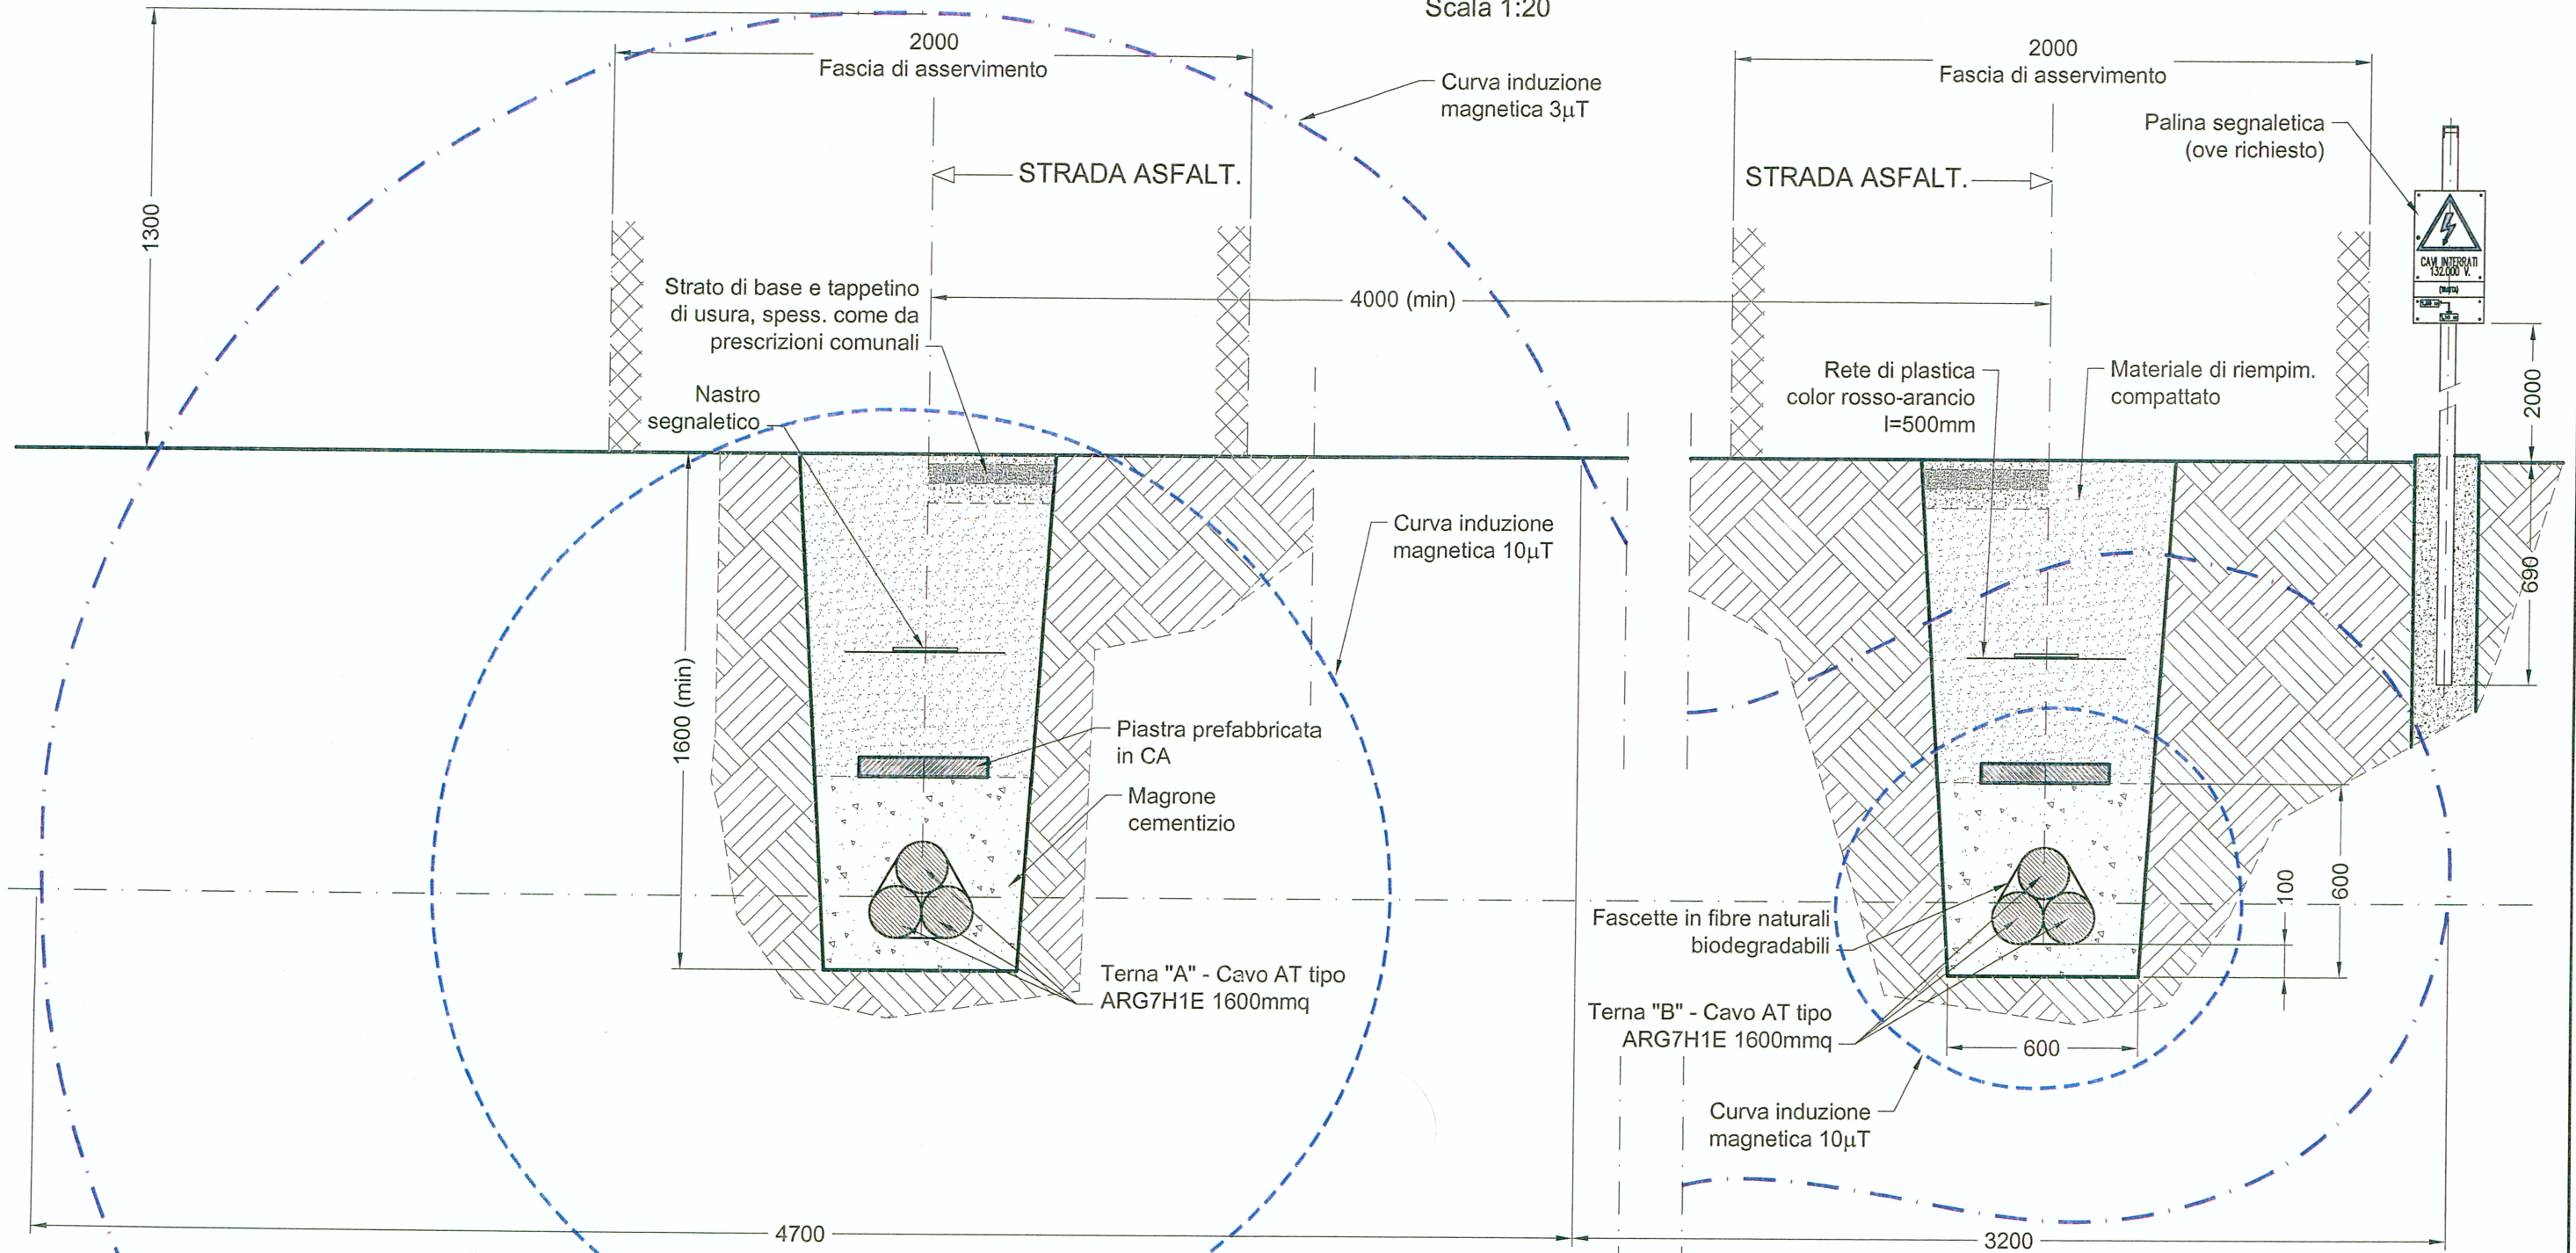 Scala 1:20
2000
Fascia di asservimento
2000
Fascia di asservimento
Curva induzione
magnetica 3μT
Palina segnaletica
(ove richiesto)
STRADA ASFALT.
STRADA ASFALT.
1300
CAVI INTERRATI
132.000 V.
Strato di base e tappetino
di usura, spess. come da
prescrizioni comunali
4000 (min)
Nastro
segnaletico
Rete di plastica
color rosso-arancio
l=500mm
Materiale di riempim.
compattato
2000
Curva induzione
magnetica 10μT
690
1600 (min)
Piastra prefabbricata
in CA
Magrone
cementizio
600
100
Fascette in fibre naturali
biodegradabili
Terna "A" - Cavo AT tipo
ARG7H1E 1600mmq
Terna "B" - Cavo AT tipo
ARG7H1E 1600mmq
600
Curva induzione
magnetica 10μT
4700
3200